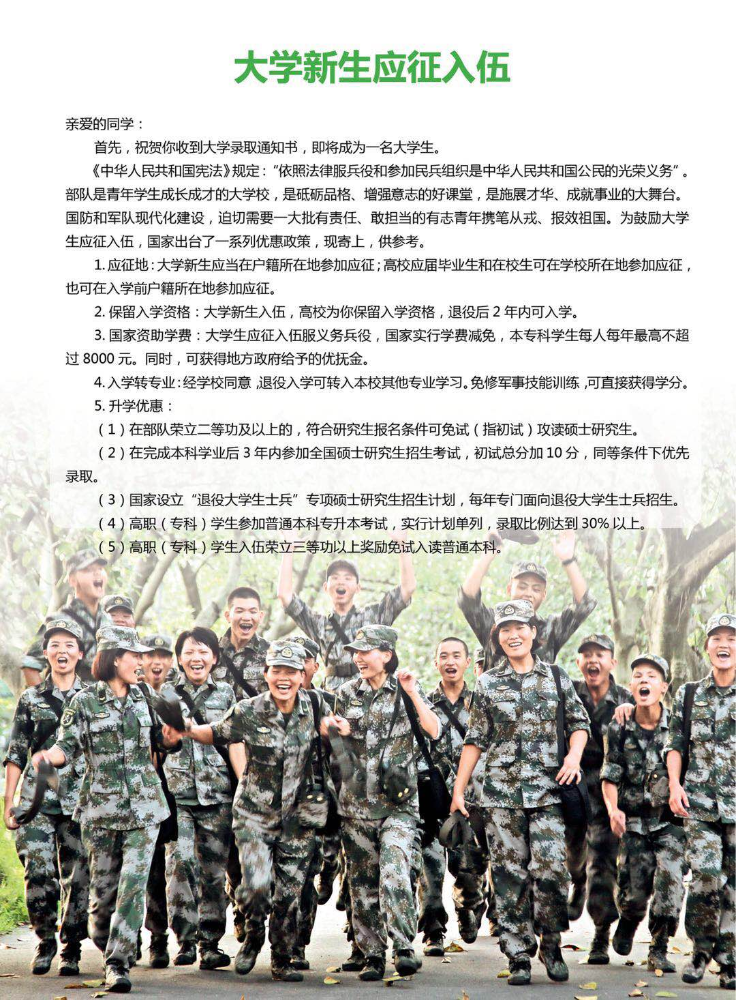 大学新生应征入伍
亲爱的同学：
首先，祝贺你收到大学录取通知书，即将成为一名大学生。
《中华人民共和国宪法》规定：“依照法律服兵役和参加民兵组织是中华人民共和国公民的光荣义务”。
部队是青年学生成长成才的大学校，是砥砺品格、增强意志的好课堂，是施展才华、成就事业的大舞台。
国防和军队现代化建设，迫切需要一大批有责任、敢担当的有志青年携笔从戎、报效祖国。为鼓励大学
生应征入伍，国家出台了一系列优惠政策，现寄上，供参考。
1. 应征地：大学新生应当在户籍所在地参加应征；高校应届毕业生和在校生可在学校所在地参加应征，
也可在入学前户籍所在地参加应征。
2. 保留入学资格：大学新生入伍，高校为你保留入学资格，退役后 2 年内可入学。
3. 国家资助学费：大学生应征入伍服义务兵役，国家实行学费减免，本专科学生每人每年最高不超
过 8000 元。同时，可获得地方政府给予的优抚金。
4. 入学转专业：经学校同意，退役入学可转入本校其他专业学习。免修军事技能训练，可直接获得学分。
5. 升学优惠：
（1）在部队荣立二等功及以上的，符合研究生报名条件可免试（指初试）攻读硕士研究生。
（2）在完成本科学业后 3 年内参加全国硕士研究生招生考试，初试总分加 10 分，同等条件下优先
录取。
（3）国家设立“退役大学生士兵”专项硕士研究生招生计划，每年专门面向退役大学生士兵招生。
（4）高职（专科）学生参加普通本科专升本考试，实行计划单列，录取比例达到 30% 以上。
（5）高职（专科）学生入伍荣立三等功以上奖励免试入读普通本科。